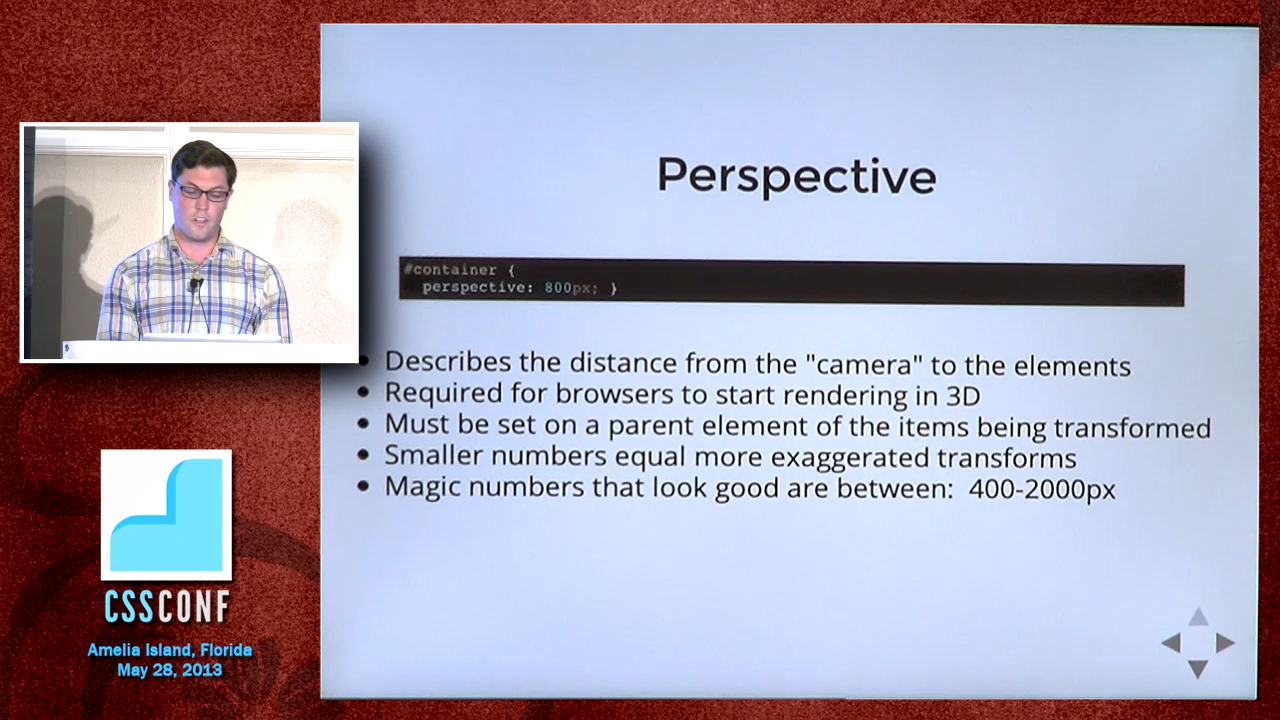 Perspective
#container {
perspective: 800px; }
Describes the distance from the "camera" to the elements
Required for browsers to start rendering in 3D
Must be set on a parent element of the items being transformed
Smaller numbers equal more exaggerated transforms
Magic numbers that look good are between: 400-2000px
CSSCONF
Amelia Island, Florida
May 28, 2013